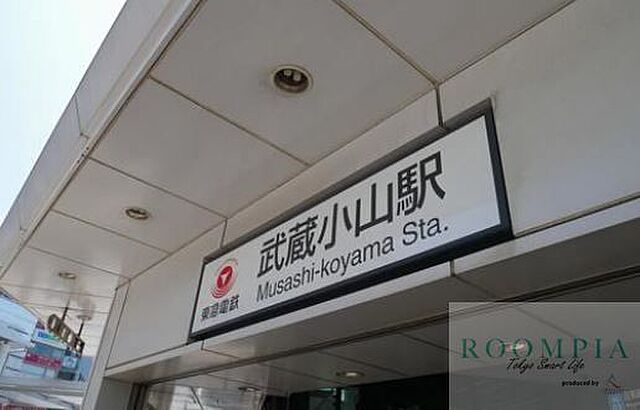 武蔵小山駅
Musashi-koyama Sta.
東急電鉄
ROOMPIA
Tokyo Smart Life
produced by